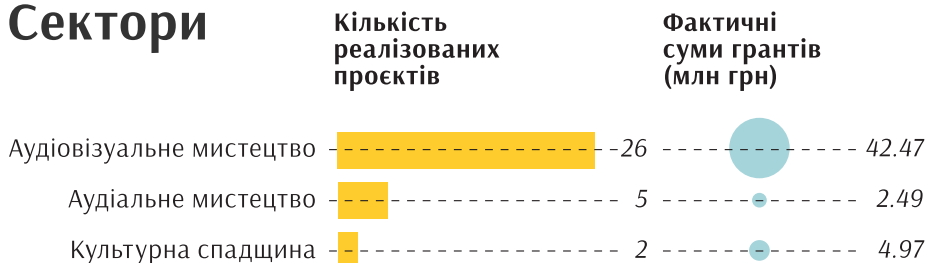 Сектори
Кількість
реалізованих
проєктів
Фактичні
суми грантів
(млн грн)
Аудіовізуальне мистецтво 26 42.47
Аудіальне мистецтво 5 2.49
Культурна спадщина 2 4.97